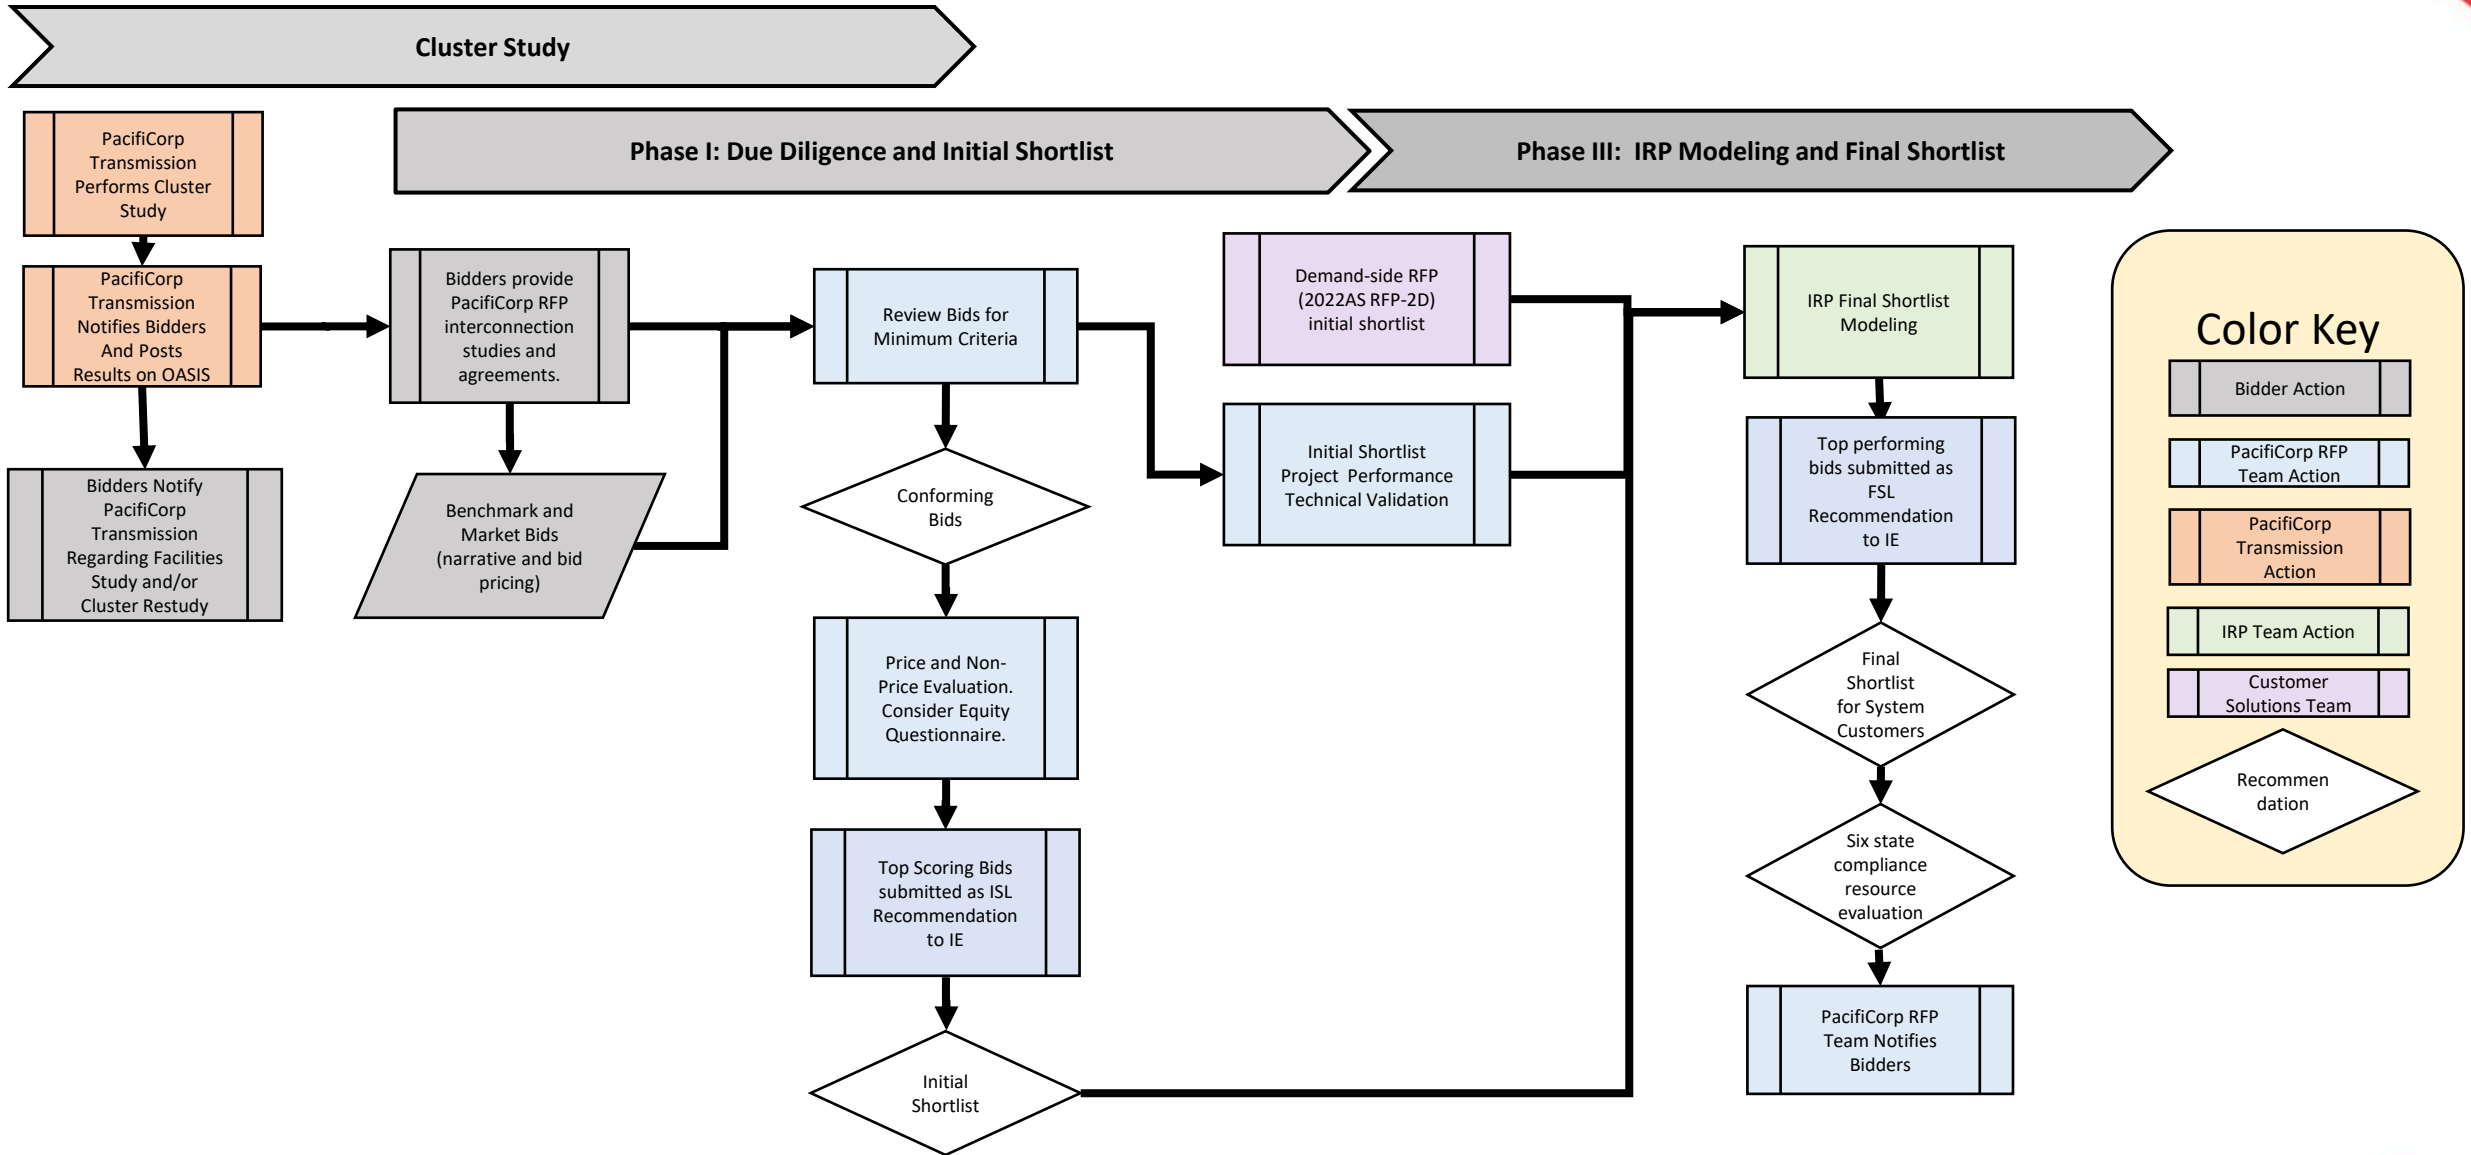 Cluster Study
Phase I: Due Diligence and Initial Shortlist
Phase III: IRP Modeling and Final Shortlist
PacifiCorp
Transmission
Performs Cluster
Study
PacifiCorp
Transmission
Notifies Bidders
And Posts
Results on OASIS
Bidders Notify
PacifiCorp
Transmission
Regarding Facilities
Study and/or
Cluster Restudy
Bidders provide
PacifiCorp RFP
interconnection
studies and
agreements.
Benchmark and
Market Bids
(narrative and bid
pricing)
Review Bids for
Minimum Criteria
Conforming
Bids
Price and Non-
Price Evaluation.
Consider Equity
Questionnaire.
Top Scoring Bids
submitted as ISL
Recommendation
to IE
Initial
Shortlist
Demand-side RFP
(2022AS RFP-2D)
initial shortlist
Initial Shortlist
Project Performance
Technical Validation
IRP Final Shortlist
Modeling
Top performing
bids submitted as
FSL
Recommendation
to IE
Final
Shortlist
for System
Customers
Six state
compliance
resource
evaluation
PacifiCorp RFP
Team Notifies
Bidders
Color Key
Bidder Action
PacifiCorp RFP
Team Action
PacifiCorp
Transmission
Action
IRP Team Action
Customer
Solutions Team
Recommen
dation